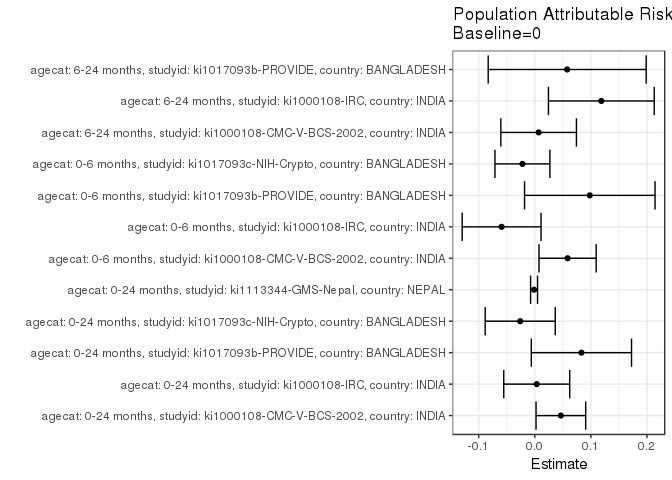 Population Attributable Risk
Baseline=0
agecat: 6-24 months, studyid: ki1017093b-PROVIDE, country: BANGLADESH
agecat: 6-24 months, studyid: ki1000108-IRC, country: INDIA
agecat: 6-24 months, studyid: ki1000108-CMC-V-BCS-2002, country: INDIA
agecat: 0-6 months, studyid: ki1017093c-NIH-Crypto, country: BANGLADESH
agecat: 0-6 months, studyid: ki1017093b-PROVIDE, country: BANGLADESH
agecat: 0-6 months, studyid: ki1000108-IRC, country: INDIA
agecat: 0-6 months, studyid: ki1000108-CMC-V-BCS-2002, country: INDIA
agecat: 0-24 months, studyid: ki1113344-GMS-Nepal, country: NEPAL
agecat: 0-24 months, studyid: ki1017093c-NIH-Crypto, country: BANGLADESH
agecat: 0-24 months, studyid: ki1017093b-PROVIDE, country: BANGLADESH
agecat: 0-24 months, studyid: ki1000108-IRC, country: INDIA
agecat: 0-24 months, studyid: ki1000108-CMC-V-BCS-2002, country: INDIA
-0.1 0.0 0.1 0.2
Estimate